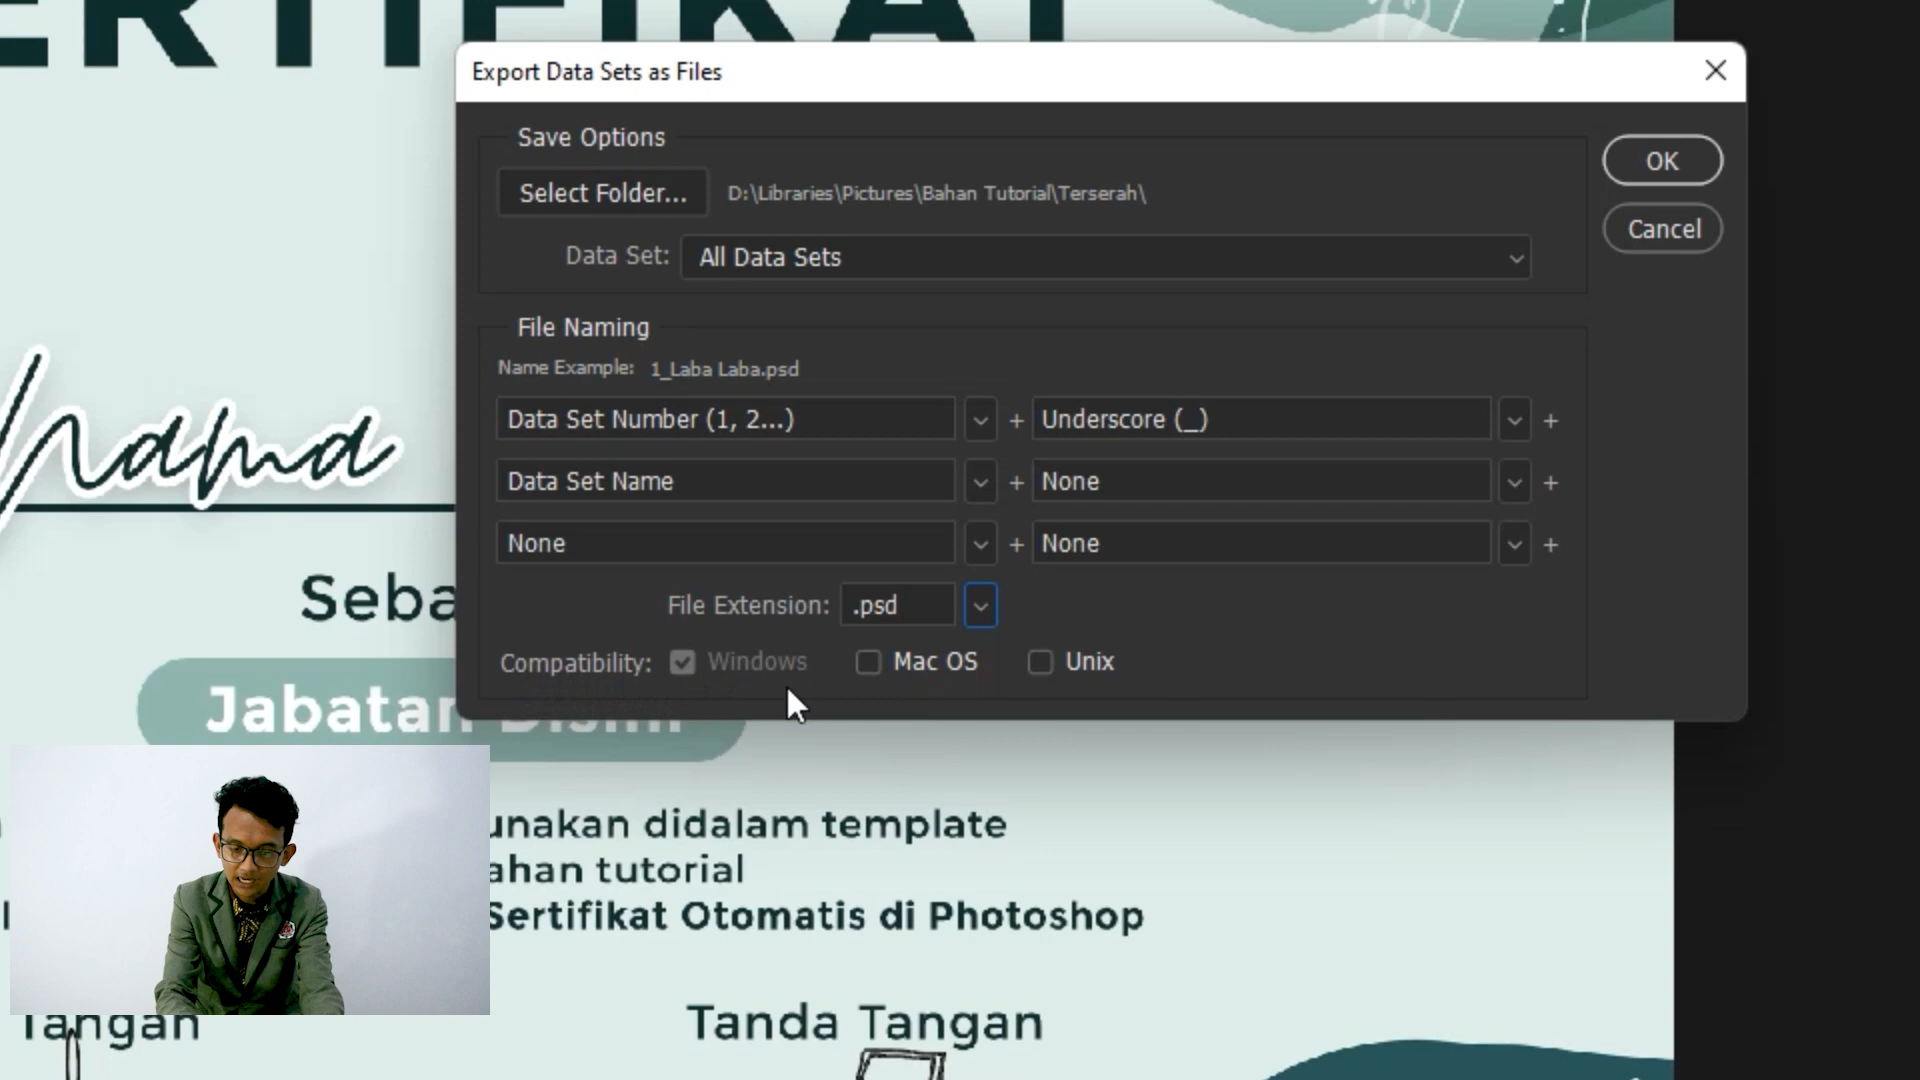 ERTIFIKAT
Export Data Sets as Files
Save Options
Select Folder...
D:\Libraries\Pictures\Bahan Tutorial\Terserah\
Data Set:
All Data Sets
OK
Cancel
File Naming
Name Example: 1_Laba Laba.psd
Data Set Number (1, 2...) + Underscore (_) +
Data Set Name + None +
None + None +
File Extension: .psd
Compatibility: Windows Mac OS Unix
Nama
Seba
Jabatan Disini
unakan didalam template
ahan tutorial
Sertifikat Otomatis di Photoshop
Tangan
Tanda Tangan